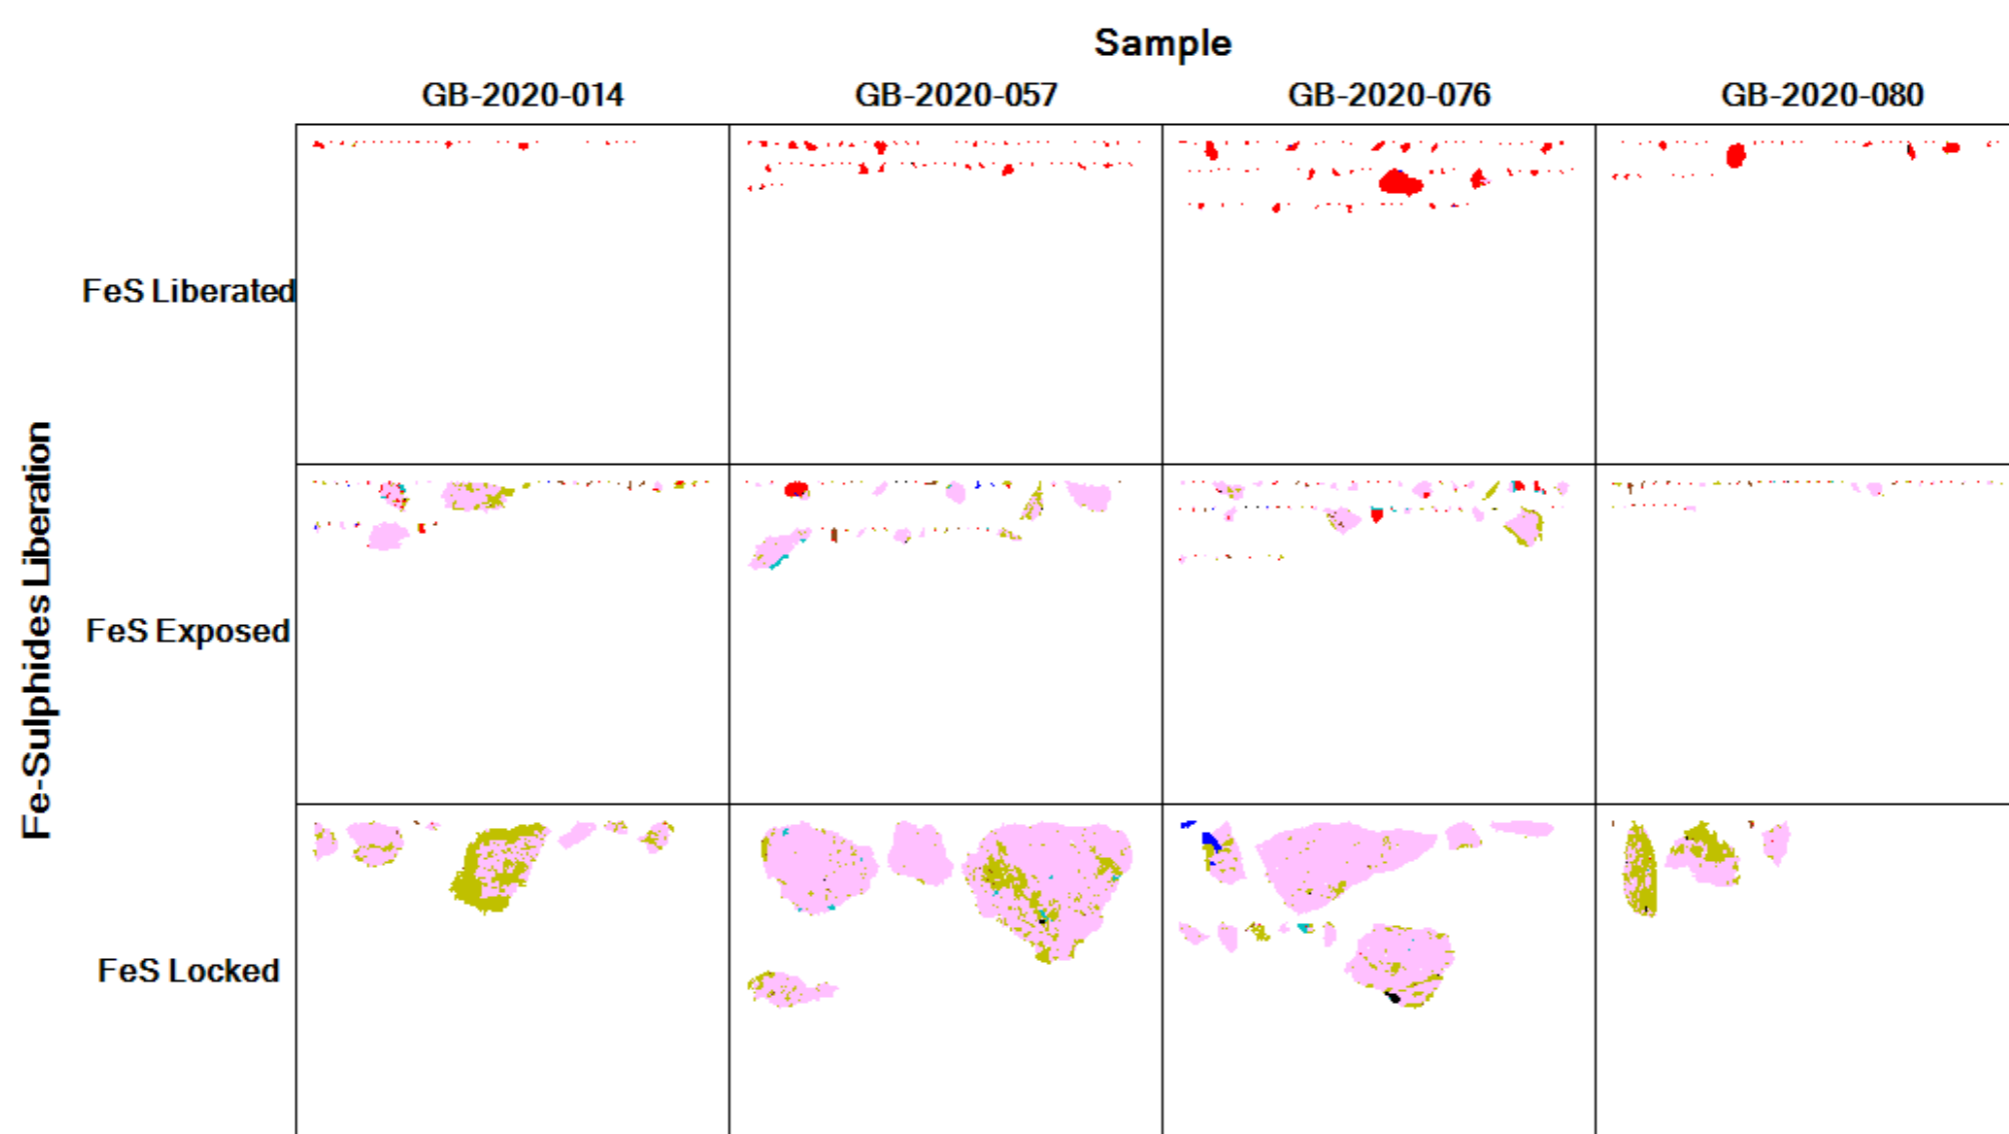 Sample
GB-2020-014 GB-2020-057 GB-2020-076 GB-2020-080
Fe-Sulphides Liberation
FeS Liberated
FeS Exposed
FeS Locked